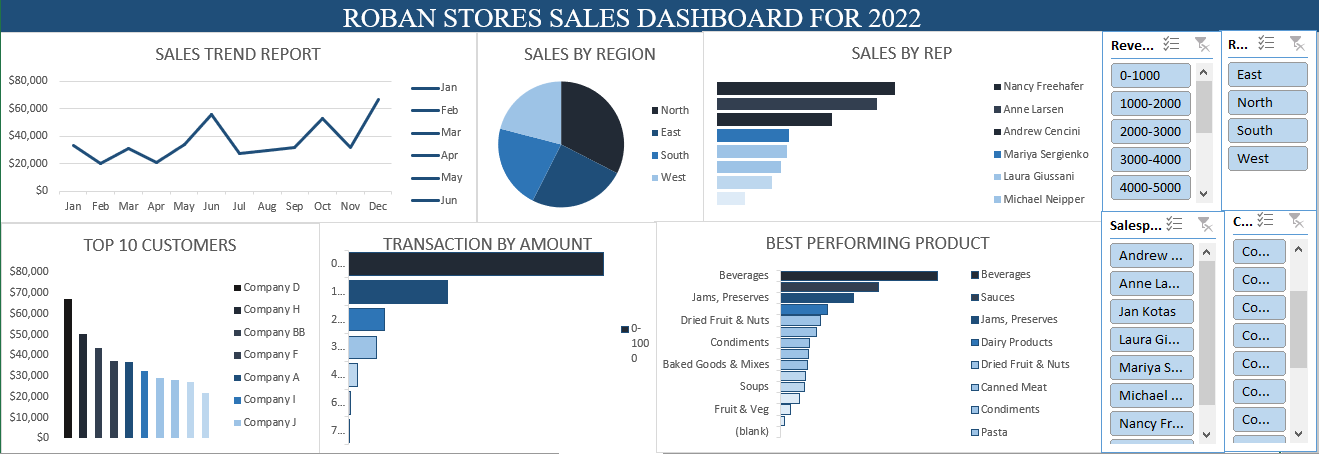 ROBAN STORES SALES DASHBOARD FOR 2022
SALES TREND REPORT
$80,000
$60,000
$40,000
$20,000
$0
Jan Feb Mar Apr May Jun Jul Aug Sep Oct Nov Dec
Jan
Feb
Mar
Apr
May
Jun
SALES BY REGION
North
East
South
West
SALES BY REP
Nancy Freehafer
Anne Larsen
Andrew Cencini
Mariya Sergienko
Laura Giussani
Michael Neipper
Reve...
0-1000
1000-2000
2000-3000
3000-4000
4000-5000
R...
East
North
South
West
TOP 10 CUSTOMERS
$80,000
$70,000
$60,000
$50,000
$40,000
$30,000
$20,000
$10,000
$0
Company D
Company H
Company BB
Company F
Company A
Company I
Company J
TRANSACTION BY AMOUNT
0...
1...
2...
3...
4...
6...
7...
0-
100
0
BEST PERFORMING PRODUCT
Beverages
Jams, Preserves
Dried Fruit & Nuts
Condiments
Baked Goods & Mixes
Soups
Fruit & Veg
(blank)
Beverages
Sauces
Jams, Preserves
Dairy Products
Dried Fruit & Nuts
Canned Meat
Condiments
Pasta
Salesp...
Andrew ...
Anne La...
Jan Kotas
Laura Gi...
Mariya S...
Michael ...
Nancy Fr...
C...
Co...
Co...
Co...
Co...
Co...
Co...
Co...